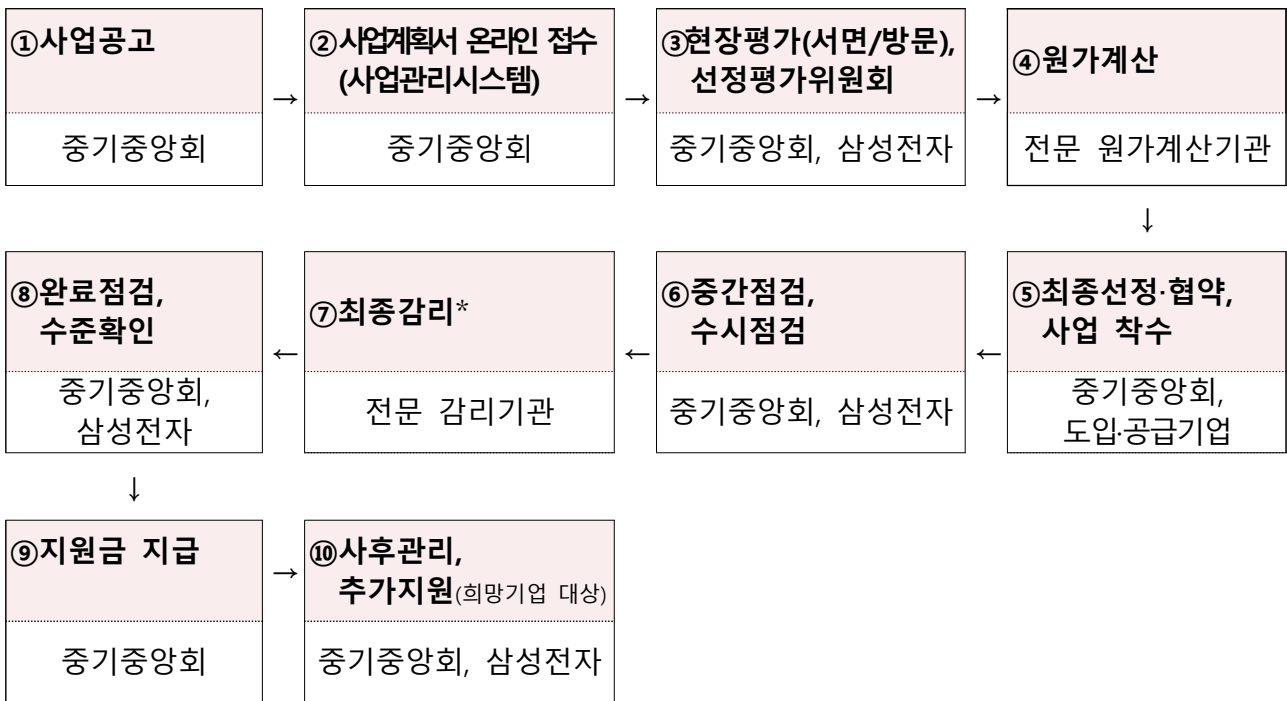 ①사업공고
중기중앙회
→
②사업계획서 온라인 접수
(사업관리시스템)
중기중앙회
→
③현장평가(서면/방문),
선정평가위원회
중기중앙회, 삼성전자
→
④원가계산
전문 원가계산기관
↓
⑤최종선정·협약,
사업 착수
중기중앙회,
도입·공급기업
←
⑥중간점검,
수시점검
중기중앙회, 삼성전자
←
⑦최종감리*
전문 감리기관
←
⑧완료점검,
수준확인
중기중앙회,
삼성전자
↓
⑨지원금 지급
중기중앙회
→
⑩사후관리,
추가지원(희망기업 대상)
중기중앙회, 삼성전자